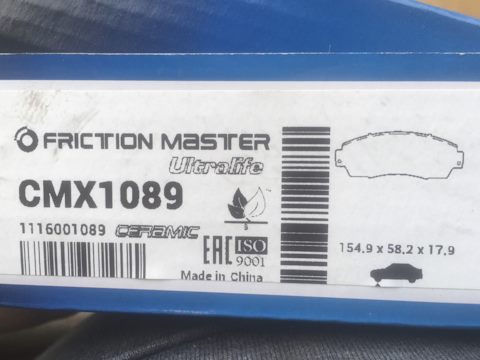 FRICTION MASTER
Ultralife
CMX1089
1116001089 CERAMIC
EAC ISO
9001
Made in China
154.9 x 58.2 x 17.9